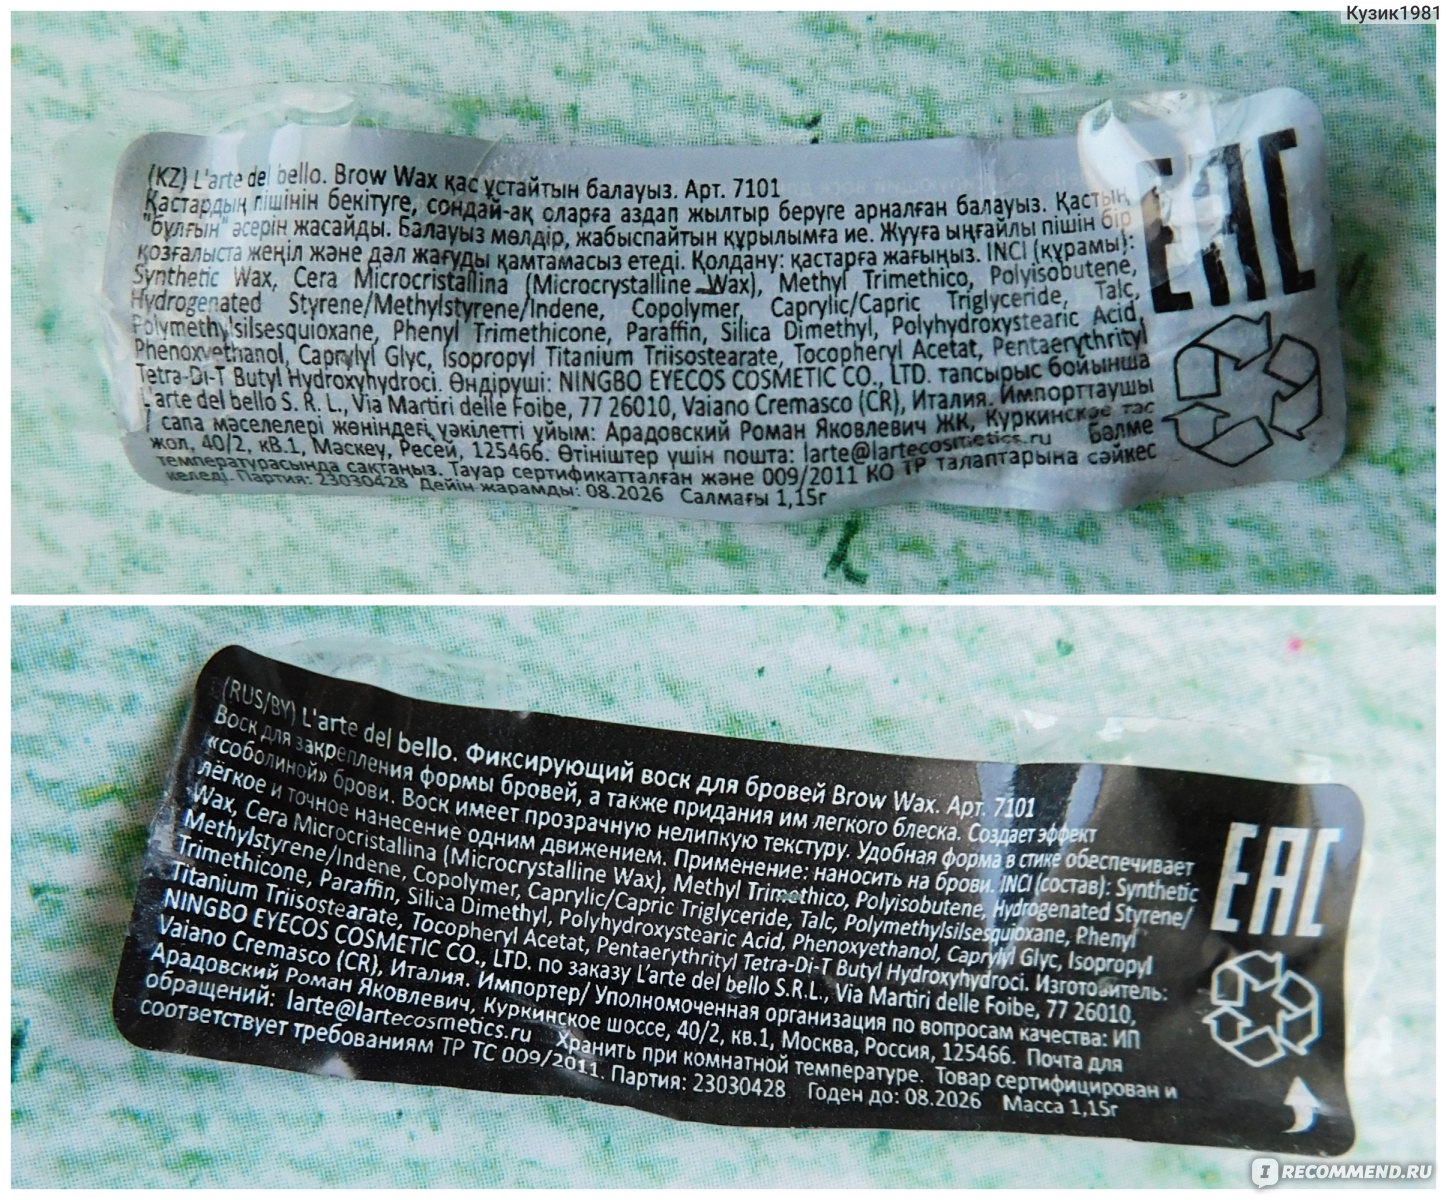 Кузик1981
(KZ) L'arte del bello. Brow Wax қас ұстайтын балауыз. Арт. 7101
Қастардың пішінін бекітуге, сондай-ақ оларға аздап жылтыр беруге арналған балауыз. Қастың
"бұлғын" әсерін жасайды. Балауыз мөлдір, жабыспайтын құрылымға ие. Жууға ыңғайлы пішін бір
қозғалыста жеңіл және дәл жағуды қамтамасыз етеді. Қолдану: қастарға жағыңыз. INCI (құрамы):
Synthetic Wax, Cera Microcristallina (Microcrystalline Wax), Methyl Trimethico, Polyisobutene,
Hydrogenated Styrene/Methylstyrene/Indene, Copolymer, Caprylic/Capric Triglyceride, Talc,
Polymethylsilsesquioxane, Phenyl Trimethicone, Paraffin, Silica Dimethyl, Polyhydroxystearic Acid,
Phenoxyethanol, Caprylyl Glyc, Isopropyl Titanium Triisostearate, Tocopheryl Acetat, Pentaerythrityl
Tetra-Di-T Butyl Hydroxyhydroci. Өндіруші: NINGBO EYECOS COSMETIC CO., LTD. тапсырыс бойынша
L'arte del bello S. R. L., Via Martiri delle Foibe, 77 26010, Vaiano Cremasco (CR), Италия. Импорттаушы
/ сапа мәселелері жөніндегі уәкілетті ұйым: Арадовский Роман Яковлевич ЖК, Куркинское тас
жол, 40/2, кв.1, Маскеу, Ресей, 125466. Өтініштер үшін пошта: larte@lartecosmetics.ru Бөлме
температурасында сақтаңыз. Тауар сертификатталған және 009/2011 КО ТР талаптарына сәйкес
келеді. Партия: 23030428 Дейін жарамды: 08.2026 Салмағы 1,15г
EAC
(RUS/BY) L'arte del bello. Фиксирующий воск для бровей Brow Wax. Арт. 7101
Воск для закрепления формы бровей, а также придания им легкого блеска. Создает эффект
«соболиной» брови. Воск имеет прозрачную нелипкую текстуру. Удобная форма в стике обеспечивает
лёгкое и точное нанесение одним движением. Применение: наносить на брови. INCI (состав): Synthetic
Wax, Cera Microcristallina (Microcrystalline Wax), Methyl Trimethico, Polyisobutene, Hydrogenated Styrene/
Methylstyrene/Indene, Copolymer, Caprylic/Capric Triglyceride, Talc, Polymethylsilsesquioxane, Phenyl
Trimethicone, Paraffin, Silica Dimethyl, Polyhydroxystearic Acid, Phenoxyethanol, Caprylyl Glyc, Isopropyl
Titanium Triisostearate, Tocopheryl Acetat, Pentaerythrityl Tetra-Di-T Butyl Hydroxyhydroci. Изготовитель:
NINGBO EYECOS COSMETIC CO., LTD. по заказу L'arte del bello S.R.L., Via Martiri delle Foibe, 77 26010,
Vaiano Cremasco (CR), Италия. Импортер/ Уполномоченная организация по вопросам качества: ИП
Арадовский Роман Яковлевич, Куркинское шоссе, 40/2, кв.1, Москва, Россия, 125466. Почта для
обращений: larte@lartecosmetics.ru Хранить при комнатной температуре. Товар сертифицирован и
соответствует требованиям ТР ТС 009/2011. Партия: 23030428 Годен до: 08.2026 Масса 1,15г
EAC
IRECOMMEND.RU